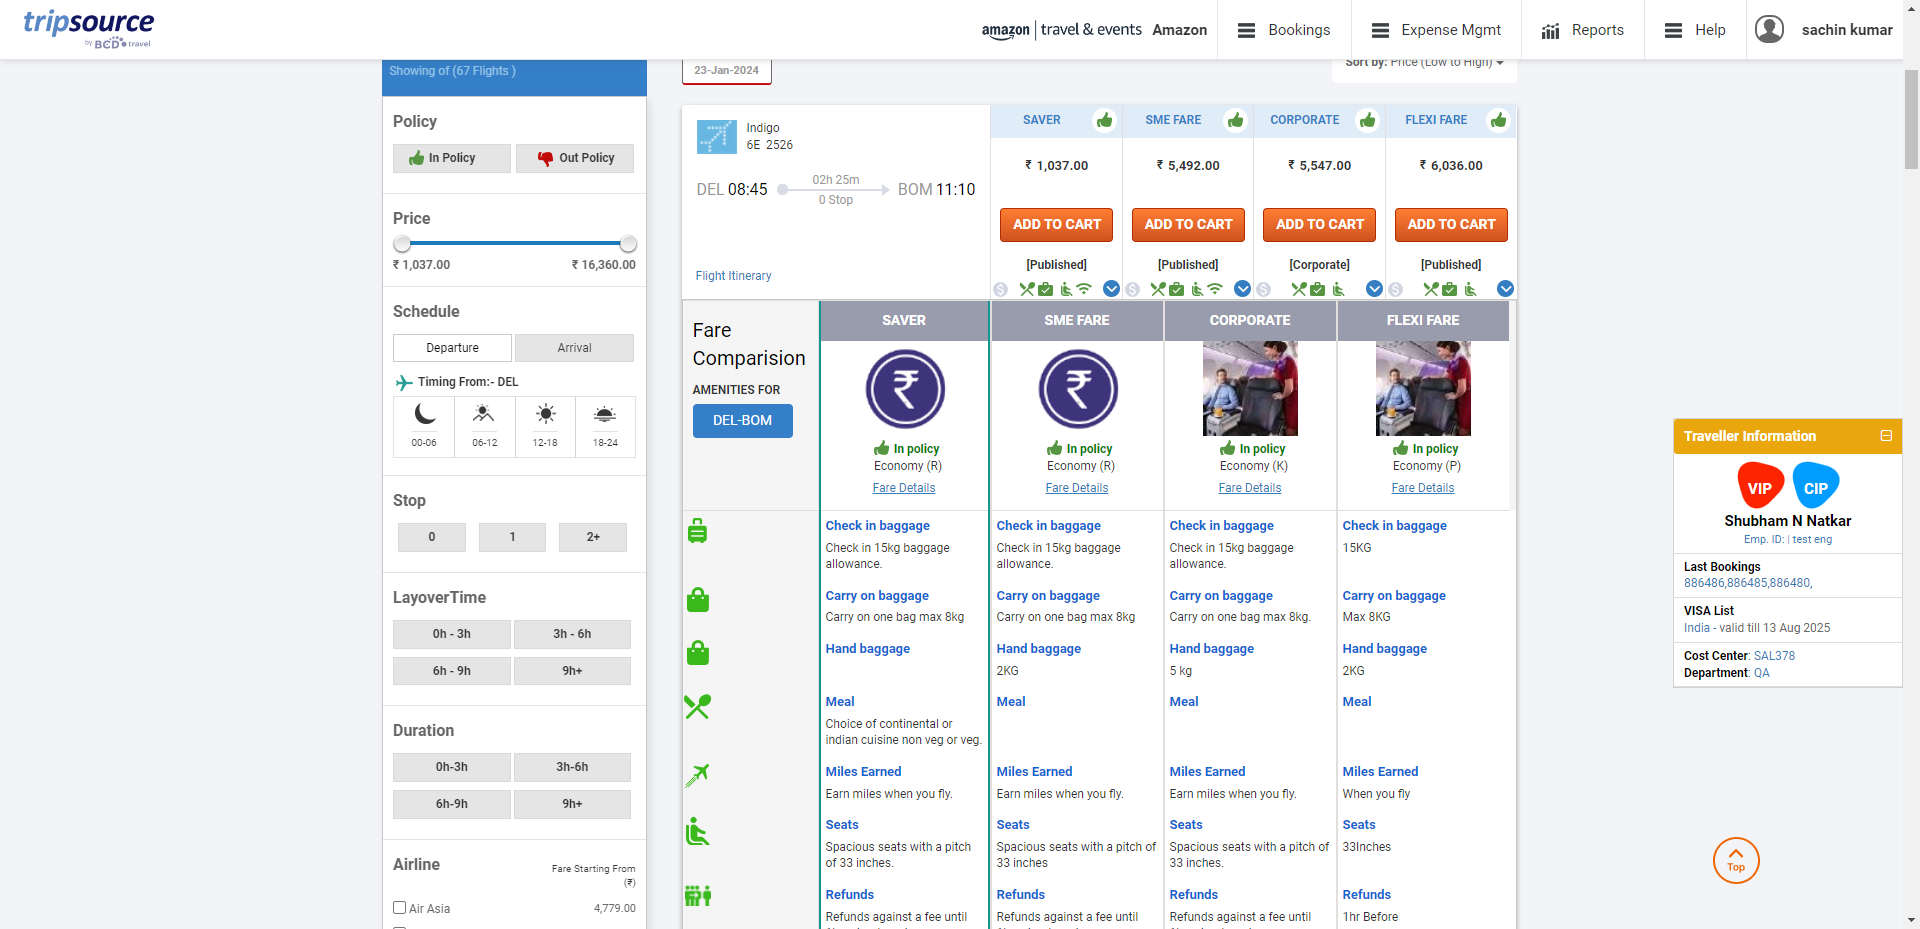 tripsource
by BCD travel
amazon travel & events Amazon
Bookings
Expense Mgmt
Reports
Help
sachin kumar
Showing of (67 Flights )
Policy
In Policy
Out Policy
Price
₹ 1,037.00
₹ 16,360.00
Schedule
Departure
Arrival
Timing From:- DEL
00-06
06-12
12-18
18-24
Stop
0
1
2+
LayoverTime
0h - 3h
3h - 6h
6h - 9h
9h+
Duration
0h-3h
3h-6h
6h-9h
9h+
Airline
Fare Starting From
(₹)
Air Asia
4,779.00
23-Jan-2024
Sort by: Price (Low to High)
Indigo
6E 2526
DEL 08:45
02h 25m
0 Stop
BOM 11:10
Flight Itinerary
SAVER
₹ 1,037.00
ADD TO CART
[Published]
SME FARE
₹ 5,492.00
ADD TO CART
[Published]
CORPORATE
₹ 5,547.00
ADD TO CART
[Corporate]
FLEXI FARE
₹ 6,036.00
ADD TO CART
[Published]
Fare
Comparision
AMENITIES FOR
DEL-BOM
SAVER
₹
In policy
Economy (R)
Fare Details
Check in baggage
Check in 15kg baggage
allowance.
Carry on baggage
Carry on one bag max 8kg
Hand baggage
Meal
Choice of continental or
indian cuisine non veg or veg.
Miles Earned
Earn miles when you fly.
Seats
Spacious seats with a pitch
of 33 inches.
Refunds
Refunds against a fee until
SME FARE
₹
In policy
Economy (R)
Fare Details
Check in baggage
Check in 15kg baggage
allowance.
Carry on baggage
Carry on one bag max 8kg
Hand baggage
2KG
Meal
Miles Earned
Earn miles when you fly.
Seats
Spacious seats with a pitch of
33 inches
Refunds
Refunds against a fee until
CORPORATE
In policy
Economy (K)
Fare Details
Check in baggage
Check in 15kg baggage
allowance.
Carry on baggage
Carry on one bag max 8kg.
Hand baggage
5 kg
Meal
Miles Earned
Earn miles when you fly.
Seats
Spacious seats with a pitch of
33 inches.
Refunds
Refunds against a fee until
FLEXI FARE
In policy
Economy (P)
Fare Details
Check in baggage
15KG
Carry on baggage
Max 8KG
Hand baggage
2KG
Meal
Miles Earned
When you fly
Seats
33Inches
Refunds
1hr Before
Traveller Information
VIP
CIP
Shubham N Natkar
Emp. ID: | test eng
Last Bookings
886486,886485,886480,
VISA List
India - valid till 13 Aug 2025
Cost Center: SAL378
Department: QA
Top